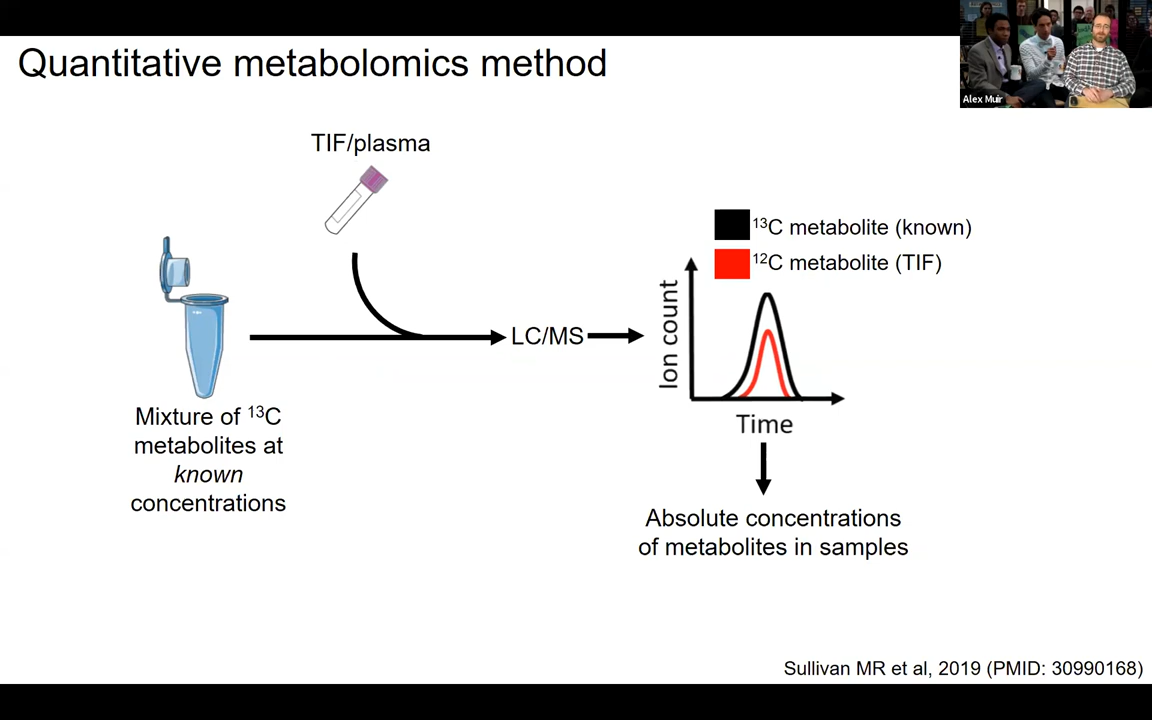 Quantitative metabolomics method
Alex Muir
TIF/plasma
¹³C metabolite (known)
¹²C metabolite (TIF)
Ion count
LC/MS
Time
Mixture of ¹³C
metabolites at
known
concentrations
Absolute concentrations
of metabolites in samples
Sullivan MR et al, 2019 (PMID: 30990168)